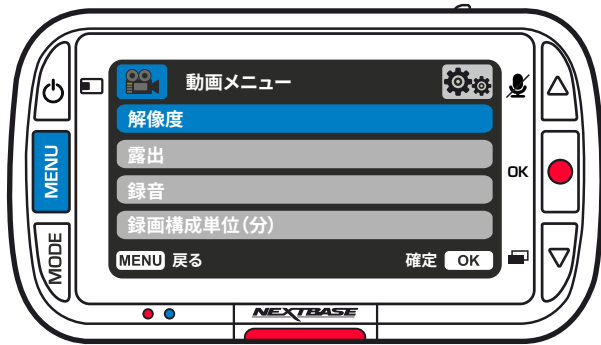 動画メニュー
解像度
露出
録音
録画構成単位(分)
MENU 戻る
確定 OK
MENU
MODE
OK
NEXTBASE